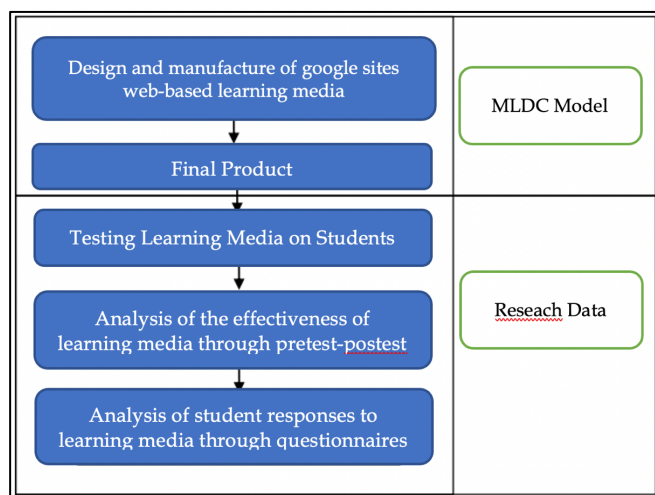 Design and manufacture of google sites
web-based learning media
MLDC Model
Final Product
Testing Learning Media on Students
Analysis of the effectiveness of
learning media through pretest-postest
Reseach Data
Analysis of student responses to
learning media through questionnaires